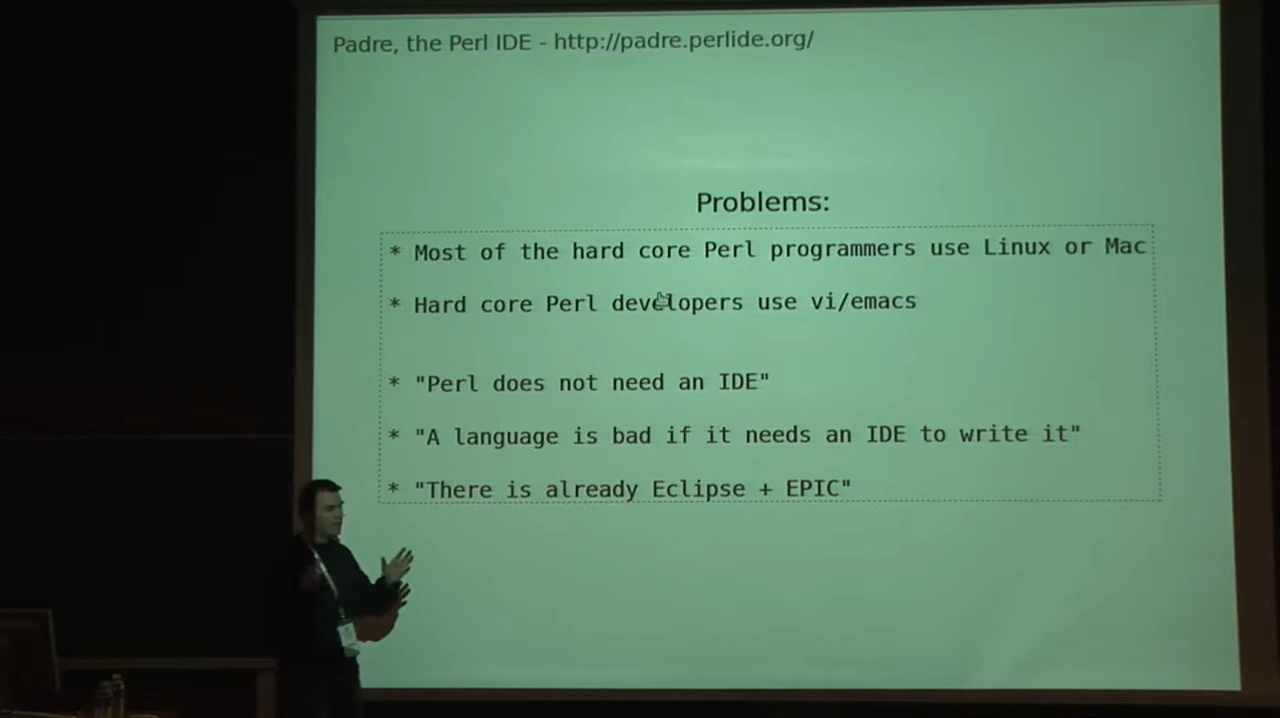 Padre, the Perl IDE - http://padre.perlide.org/
Problems:
* Most of the hard core Perl programmers use Linux or Mac
* Hard core Perl developers use vi/emacs
* "Perl does not need an IDE"
* "A language is bad if it needs an IDE to write it"
* "There is already Eclipse + EPIC"